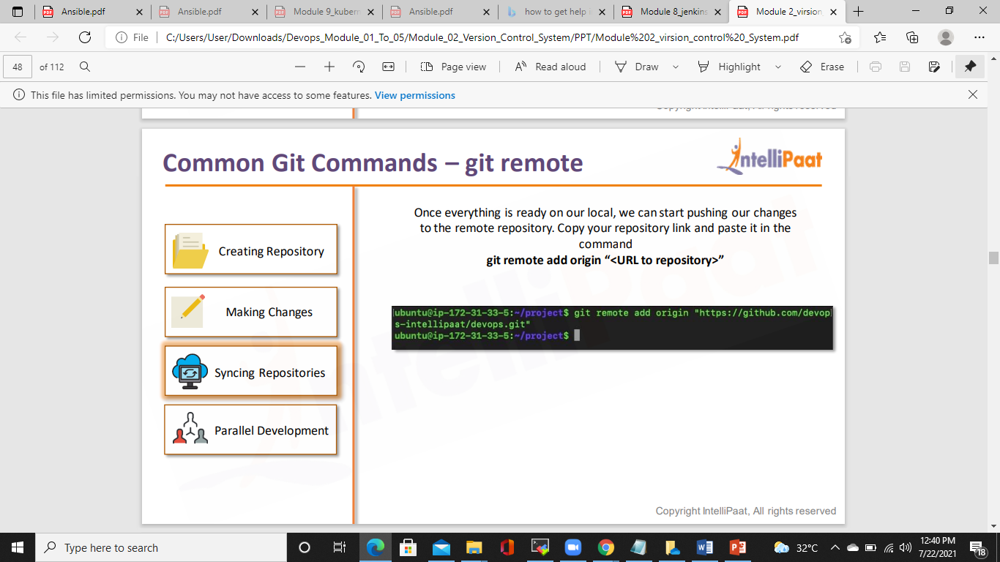 Ansible.pdf
Ansible.pdf
Module 9_kubern
Ansible.pdf
how to get help i
Module 8_jenkins
Module 2_virsion_
File
C:/Users/User/Downloads/Devops_Module_01_To_05/Module_02_Version_Control_System/PPT/Module%202_virsion_control%20_System.pdf
48 of 112
Page view
Read aloud
Draw
Highlight
Erase
This file has limited permissions. You may not have access to some features. View permissions
Copyright IntelliPaat, All rights reserved
Common Git Commands – git remote
IntelliPaat
Creating Repository
Making Changes
Syncing Repositories
Parallel Development
Once everything is ready on our local, we can start pushing our changes
to the remote repository. Copy your repository link and paste it in the
command
git remote add origin “<URL to repository>”
ubuntu@ip-172-31-33-5:~/project$ git remote add origin "https://github.com/devop
s-intellipaat/devops.git"
ubuntu@ip-172-31-33-5:~/project$
Copyright IntelliPaat, All rights reserved
Type here to search
32°C
12:40 PM
7/22/2021
18